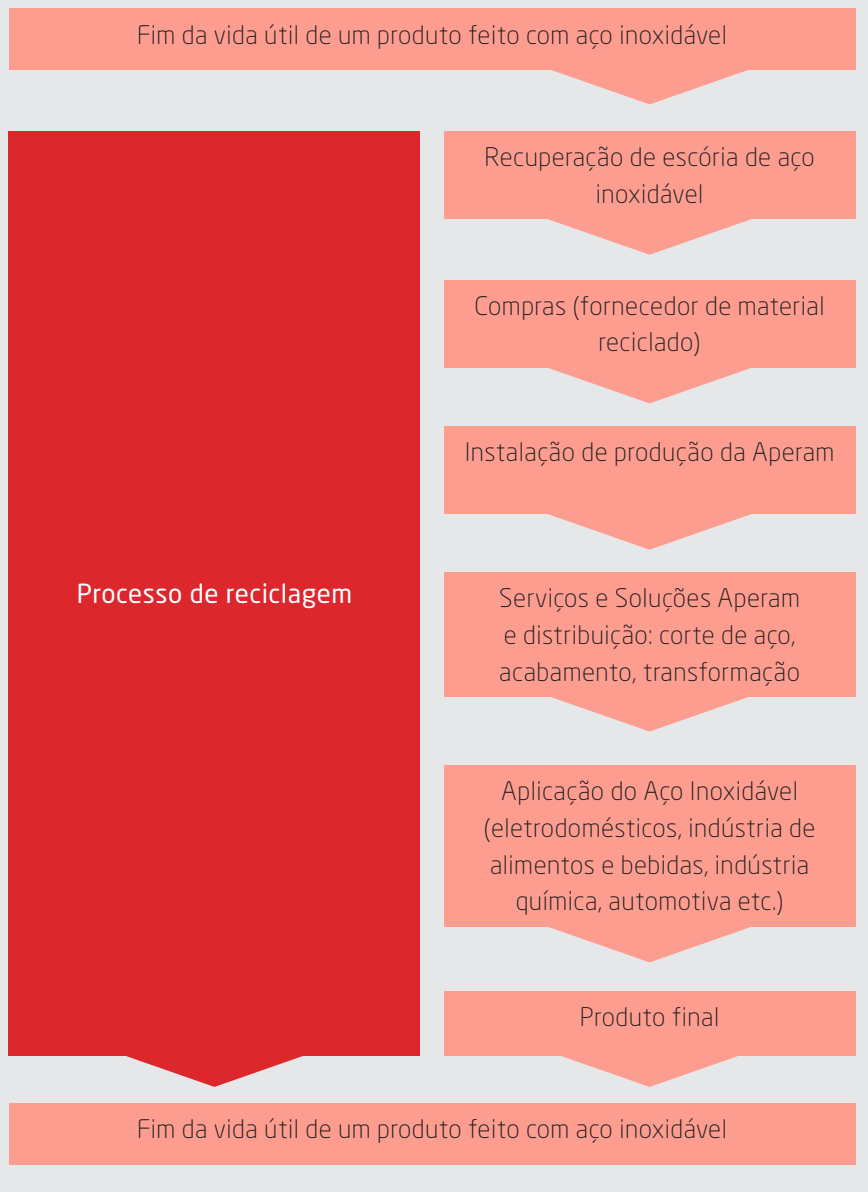 Fim da vida útil de um produto feito com aço inoxidável
Recuperação de escória de aço
inoxidável
Compras (fornecedor de material
reciclado)
Instalação de produção da Aperam
Processo de reciclagem
Serviços e Soluções Aperam
e distribuição: corte de aço,
acabamento, transformação
Aplicação do Aço Inoxidável
(eletrodomésticos, indústria de
alimentos e bebidas, indústria
química, automotiva etc.)
Produto final
Fim da vida útil de um produto feito com aço inoxidável